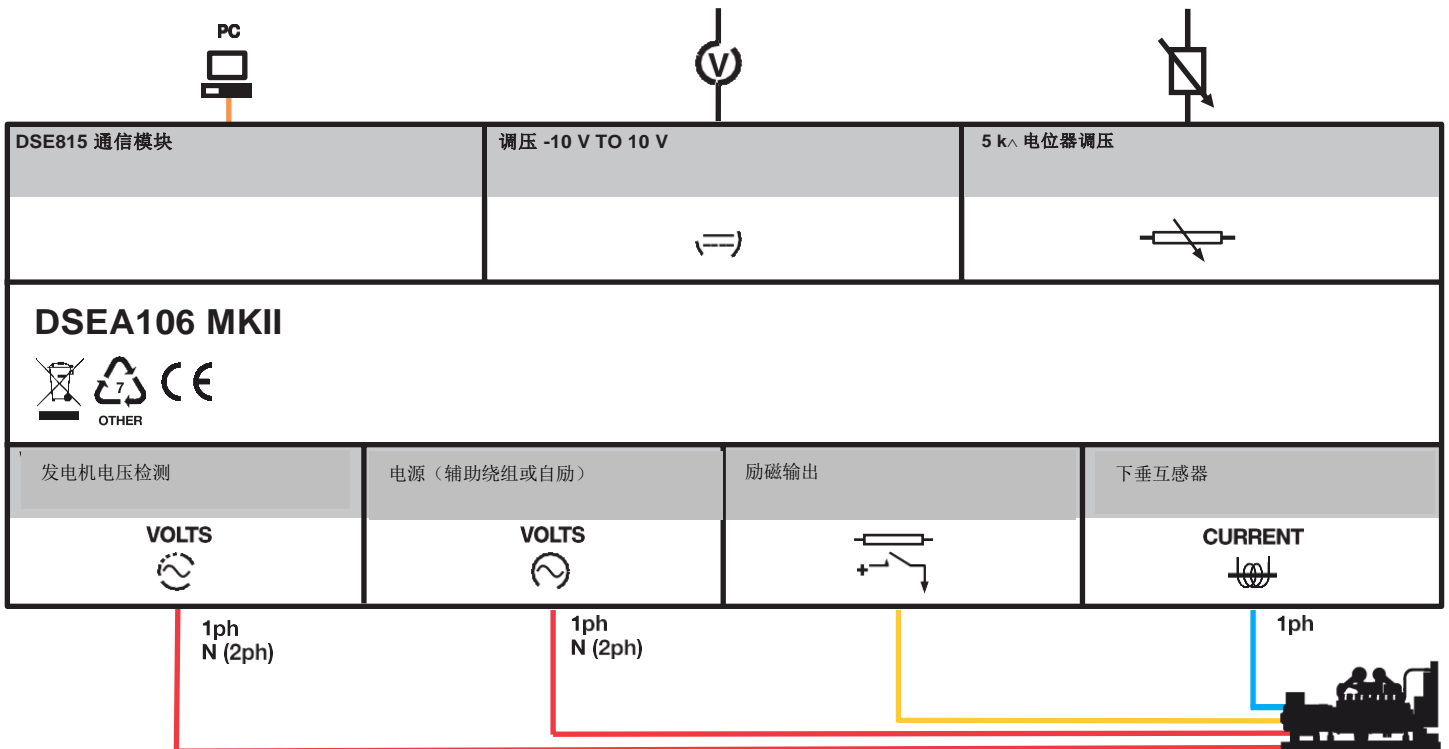 PC
V
DSE815 通信模块
调压 -10 V TO 10 V
5 k∧ 电位器调压
DSEA106 MKII
7
OTHER
CE
发电机电压检测
电源（辅助绕组或自励）
励磁输出
下垂互感器
VOLTS
VOLTS
+
CURRENT
1ph
N (2ph)
1ph
N (2ph)
1ph